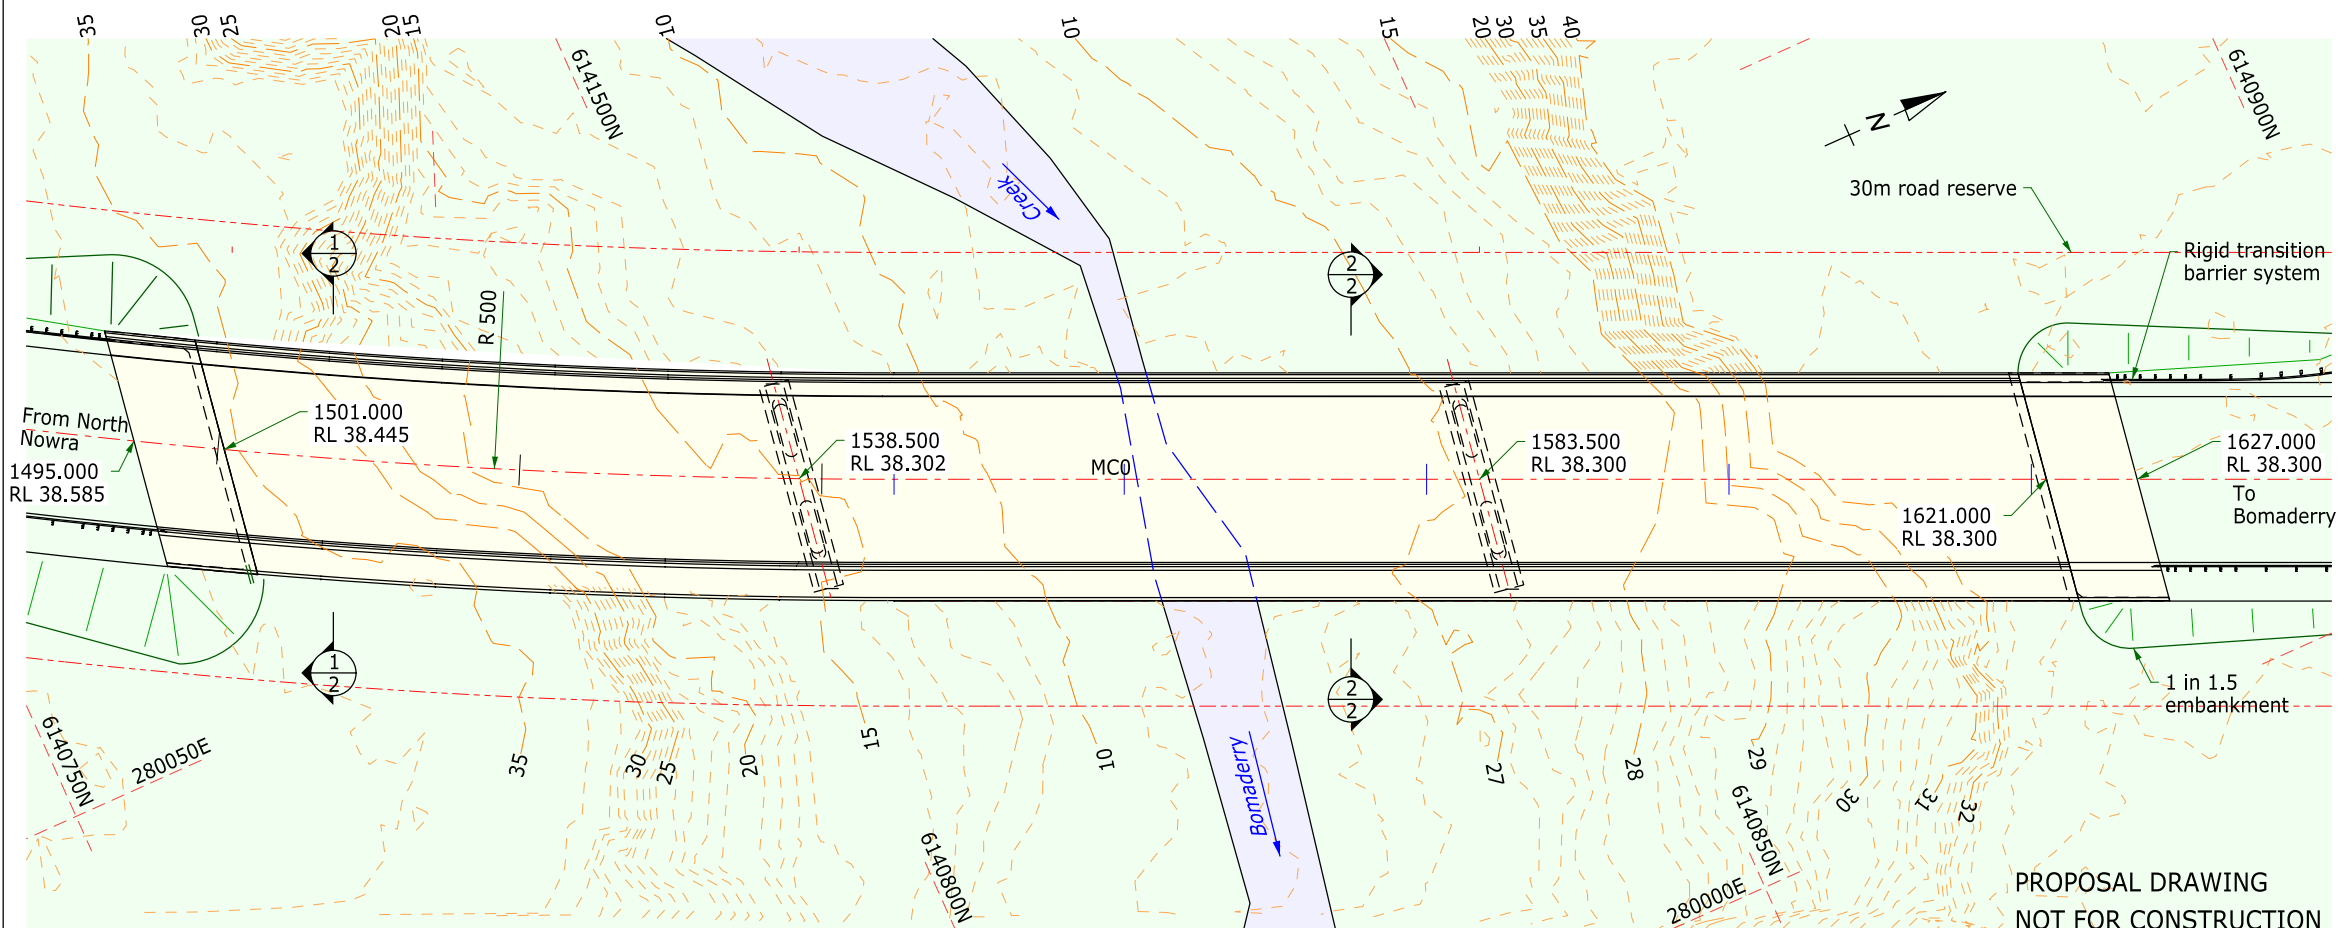 35
30
25
20
15
10
10
15
20
30
35
40
6141500N
6140900N
N
Creek
30m road reserve
Rigid transition
barrier system
1
2
2
2
R 500
From North
Nowra
1501.000
RL 38.445
1495.000
RL 38.585
1538.500
RL 38.302
MC0
1583.500
RL 38.300
1627.000
RL 38.300
To
Bomaderry
1621.000
RL 38.300
1
2
2
2
1 in 1.5
embankment
6140750N
280050E
35
30
25
20
15
10
Bomaderry
27
28
29
30
31
32
6140800N
6140850N
280000E
PROPOSAL DRAWING
NOT FOR CONSTRUCTION